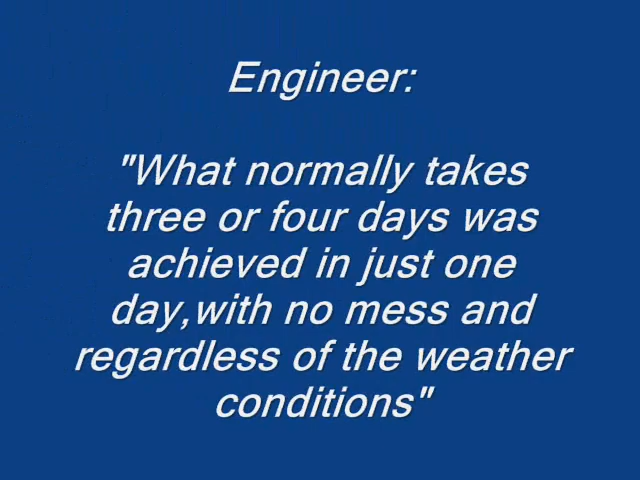 Engineer:
"What normally takes
three or four days was
achieved in just one
day,with no mess and
regardless of the weather
conditions"